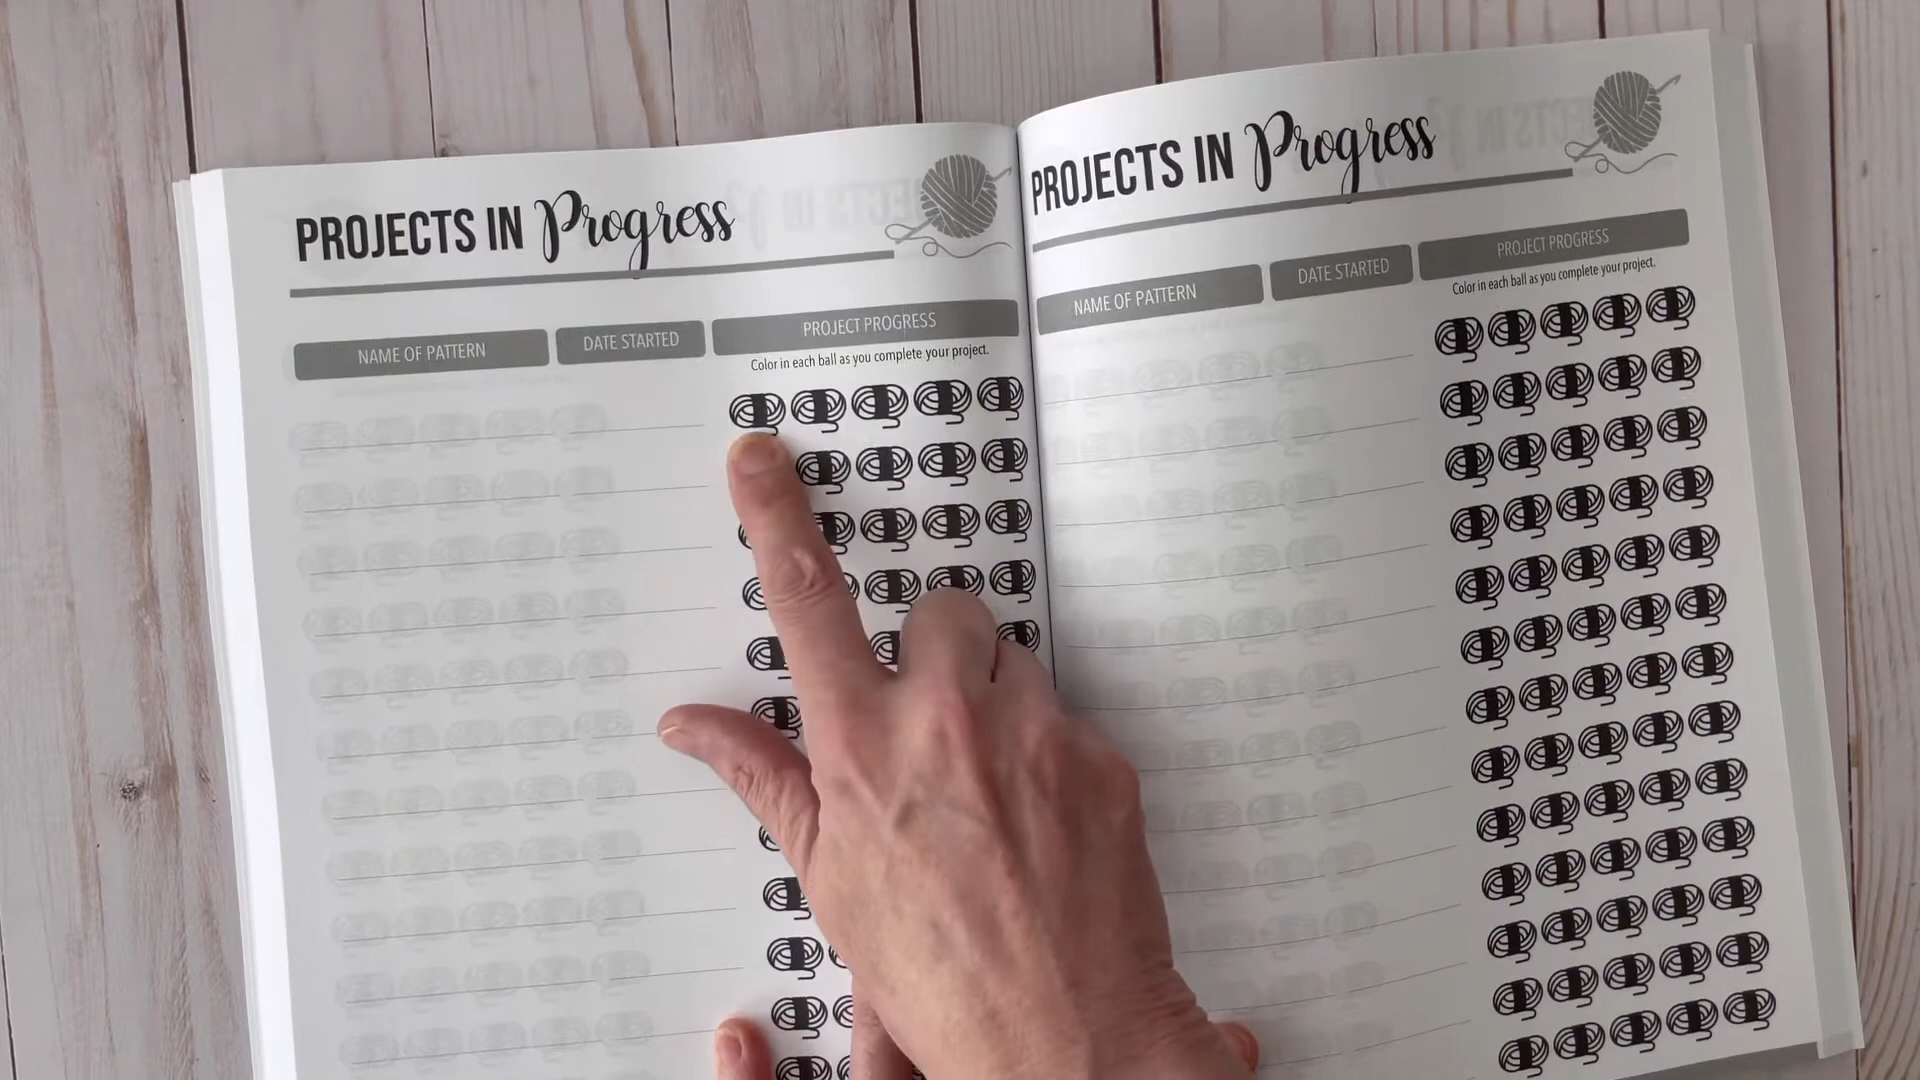 PROJECTS IN Progress
NAME OF PATTERN
DATE STARTED
PROJECT PROGRESS
Color in each ball as you complete your project.
PROJECTS IN Progress
NAME OF PATTERN
DATE STARTED
PROJECT PROGRESS
Color in each ball as you complete your project.